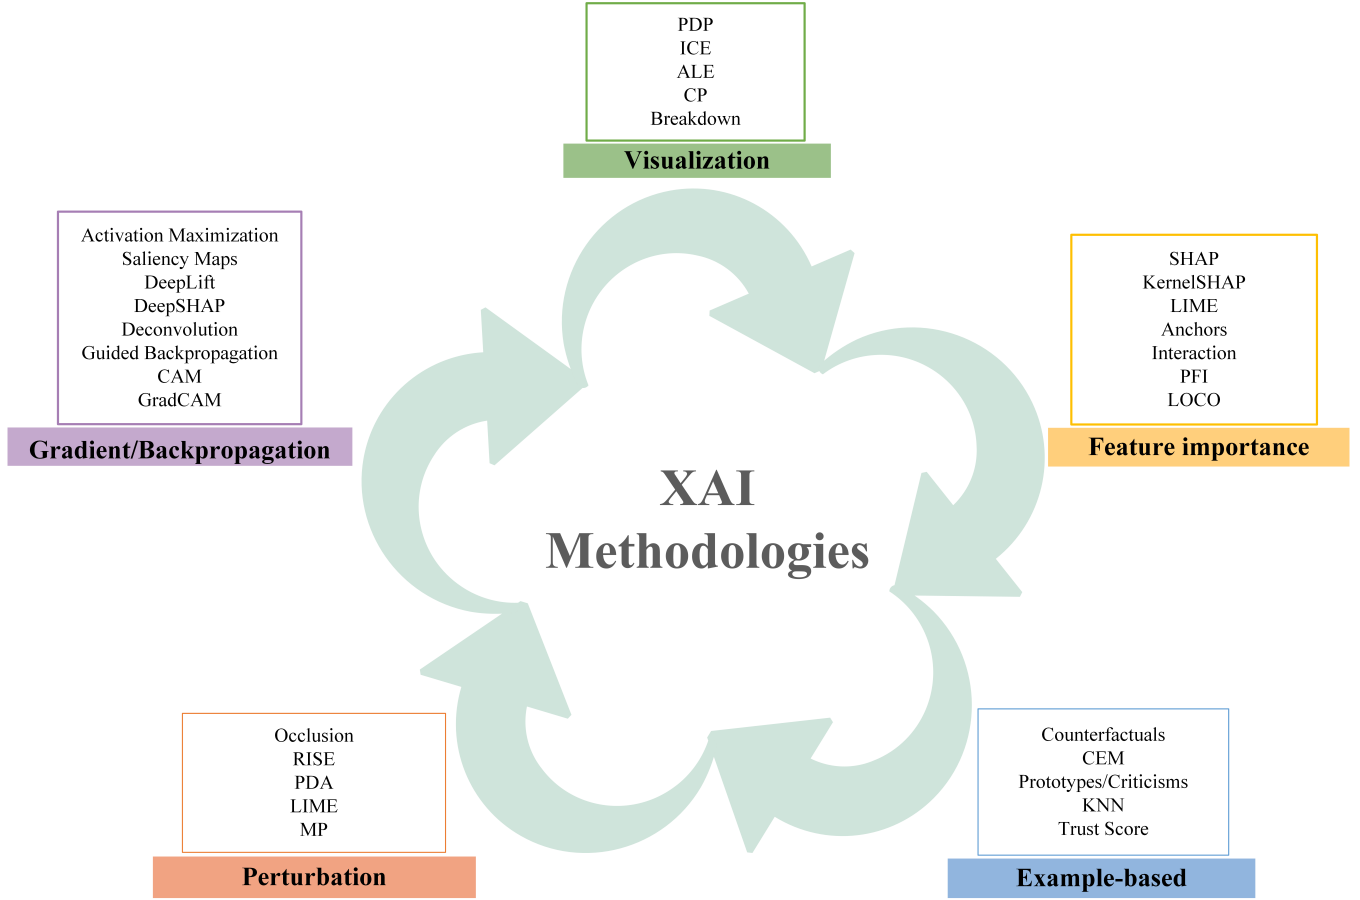 PDP
ICE
ALE
CP
Breakdown
Visualization
Activation Maximization
Saliency Maps
DeepLift
DeepSHAP
Deconvolution
Guided Backpropagation
CAM
GradCAM
Gradient/Backpropagation
SHAP
KernelSHAP
LIME
Anchors
Interaction
PFI
LOCO
Feature importance
XAI
Methodologies
Occlusion
RISE
PDA
LIME
MP
Perturbation
Counterfactuals
CEM
Prototypes/Criticisms
KNN
Trust Score
Example-based